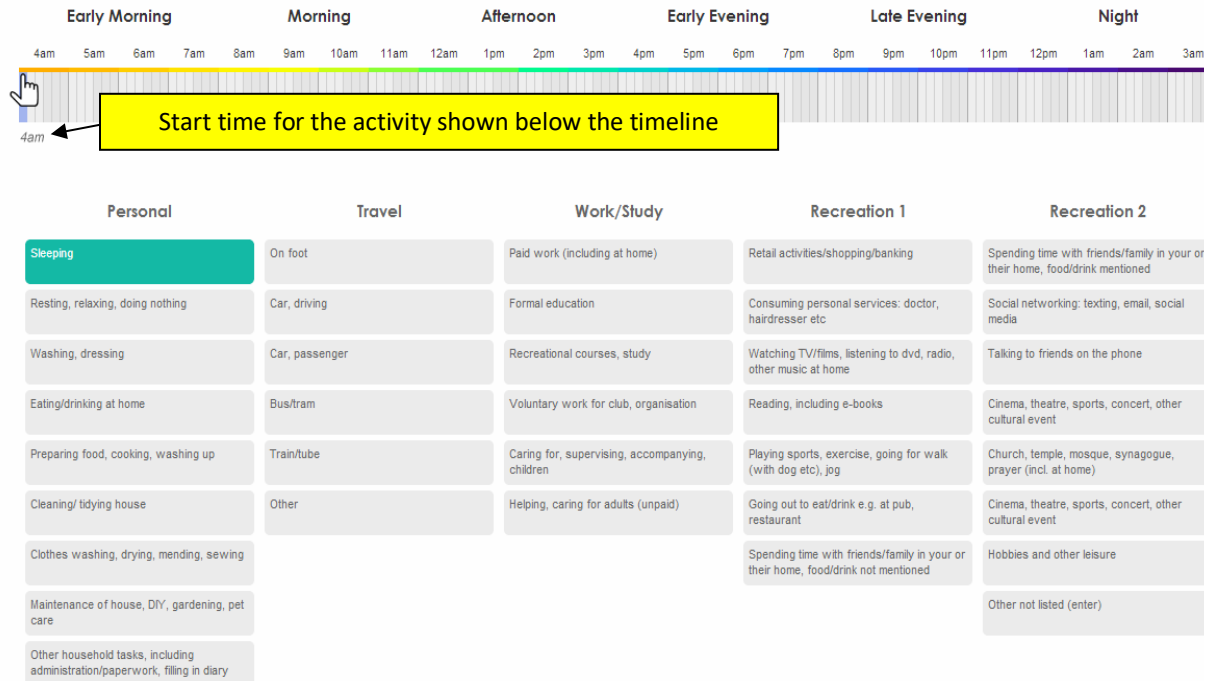 Early Morning Morning Afternoon Early Evening Late Evening Night
4am 5am 6am 7am 8am 9am 10am 11am 12am 1pm 2pm 3pm 4pm 5pm 6pm 7pm 8pm 9pm 10pm 11pm 12pm 1am 2am 3am
Start time for the activity shown below the timeline
4am
Personal
Sleeping
Resting, relaxing, doing nothing
Washing, dressing
Eating/drinking at home
Preparing food, cooking, washing up
Cleaning/ tidying house
Clothes washing, drying, mending, sewing
Maintenance of house, DIY, gardening, pet
care
Other household tasks, including
administration/paperwork, filling in diary
Travel
On foot
Car, driving
Car, passenger
Bus/tram
Train/tube
Other
Work/Study
Paid work (including at home)
Formal education
Recreational courses, study
Voluntary work for club, organisation
Caring for, supervising, accompanying,
children
Helping, caring for adults (unpaid)
Recreation 1
Retail activities/shopping/banking
Consuming personal services: doctor,
hairdresser etc
Watching TV/films, listening to dvd, radio,
other music at home
Reading, including e-books
Playing sports, exercise, going for walk
(with dog etc), jog
Going out to eat/drink e.g. at pub,
restaurant
Spending time with friends/family in your or
their home, food/drink not mentioned
Recreation 2
Spending time with friends/family in your or
their home, food/drink mentioned
Social networking: texting, email, social
media
Talking to friends on the phone
Cinema, theatre, sports, concert, other
cultural event
Church, temple, mosque, synagogue,
prayer (incl. at home)
Cinema, theatre, sports, concert, other
cultural event
Hobbies and other leisure
Other not listed (enter)